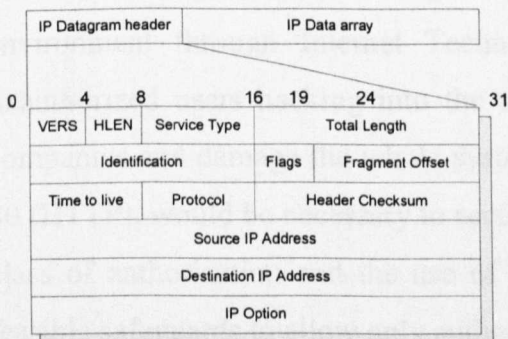 IP Datagram header IP Data array
0 4 8 16 19 24 31
VERS HLEN Service Type Total Length
Identification Flags Fragment Offset
Time to live Protocol Header Checksum
Source IP Address
Destination IP Address
IP Option